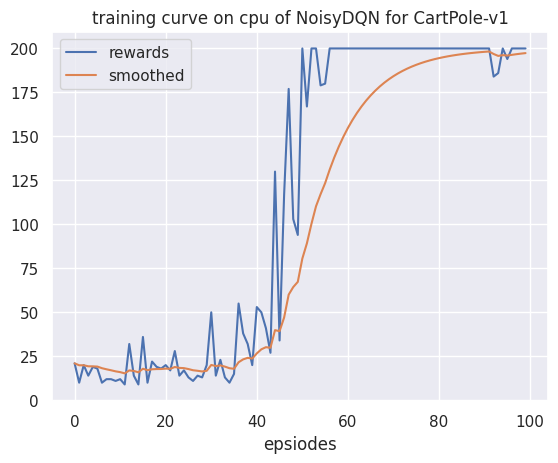 training curve on cpu of NoisyDQN for CartPole-v1
rewards
smoothed
200
175
150
125
100
75
50
25
0
0 20 40 60 80 100
epsiodes